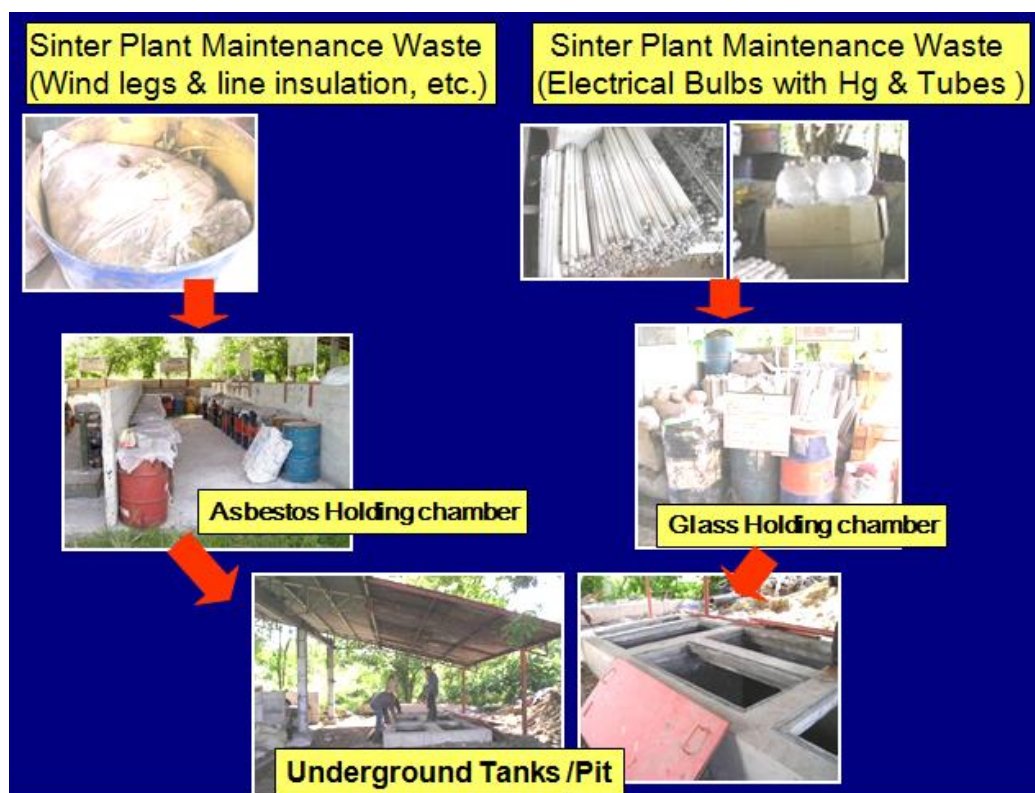 Sinter Plant Maintenance Waste
(Wind legs & line insulation, etc.)
Sinter Plant Maintenance Waste
(Electrical Bulbs with Hg & Tubes )
Asbestos Holding chamber
Glass Holding chamber
Underground Tanks /Pit